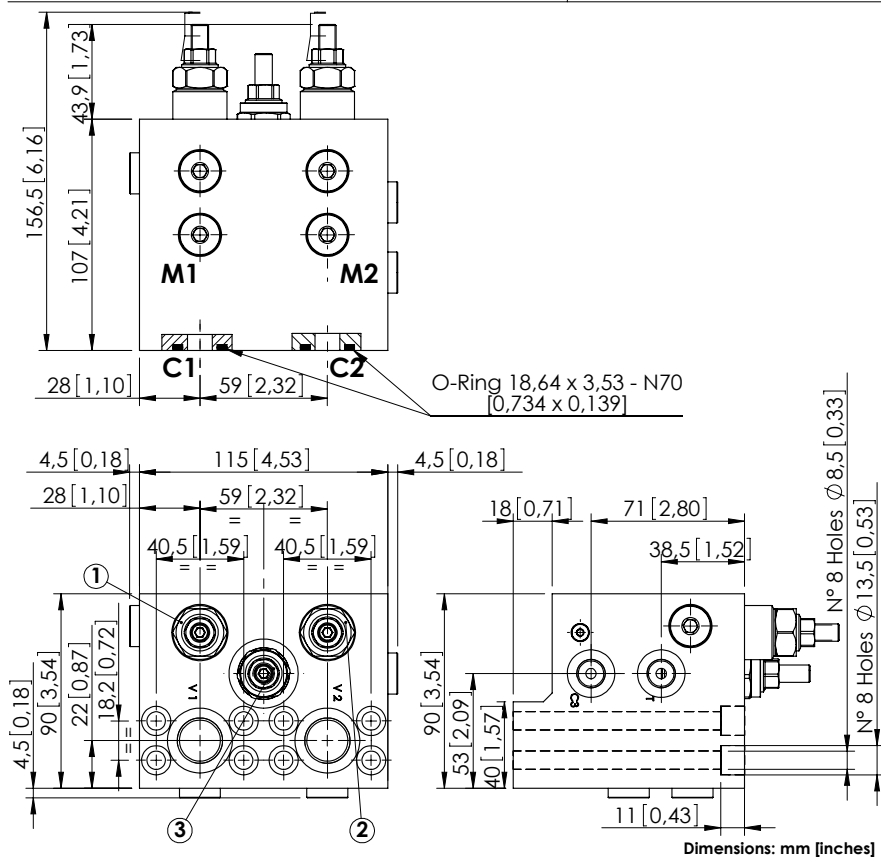 156,5 [6,16]
43,9 [1,73]
107 [4,21]
M1
M2
C1
C2
28 [1,10]
59 [2,32]
O-Ring 18,64 x 3,53 - N70
[0,734 x 0,139]
4,5 [0,18]
115 [4,53]
4,5 [0,18]
28 [1,10]
59 [2,32]
= =
40,5 [1,59]
40,5 [1,59]
= = = =
1
V1
V2
90 [3,54]
22 [0,87]
18,2 [0,72]
4,5 [0,18]
=
3
2
18 [0,71]
71 [2,80]
38,5 [1,52]
C3
T
90 [3,54]
53 [2,09]
40 [1,57]
11 [0,43]
N° 8 Holes Ø 8,5 [0,33]
N° 8 Holes Ø 13,5 [0,53]
Dimensions: mm [inches]